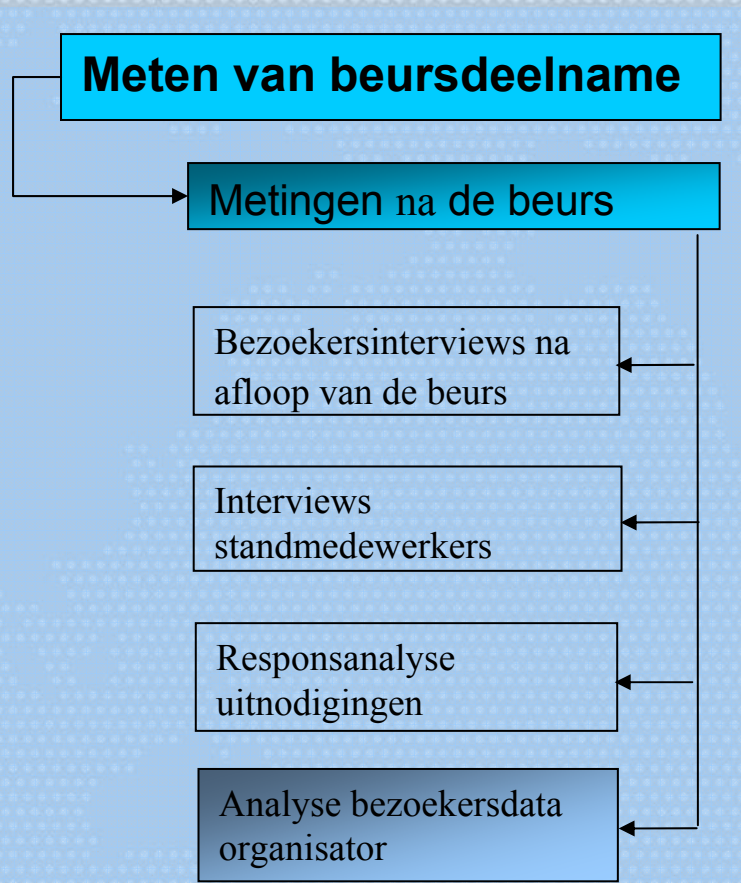 Meten van beursdeelname
Metingen na de beurs
Bezoekersinterviews na
afloop van de beurs
Interviews
standmedewerkers
Responsanalyse
uitnodigingen
Analyse bezoekersdata
organisator